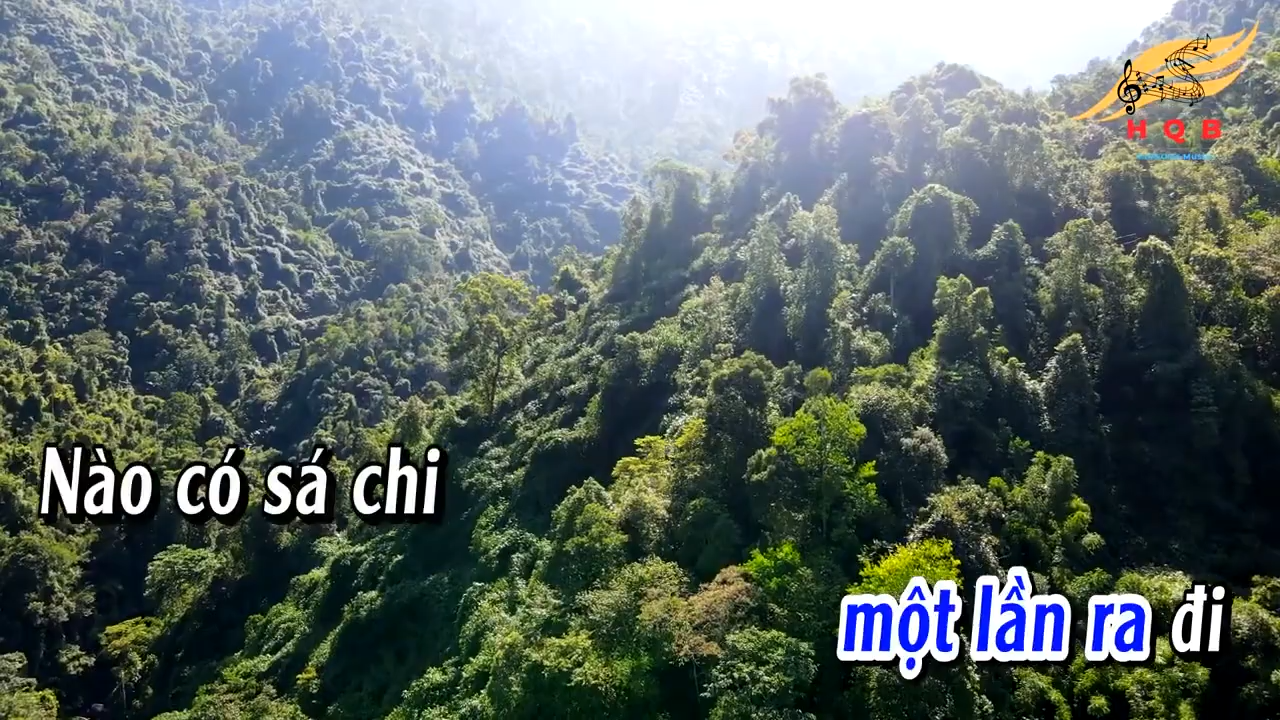 HQB
Nào có sá chi
một lần ra đi